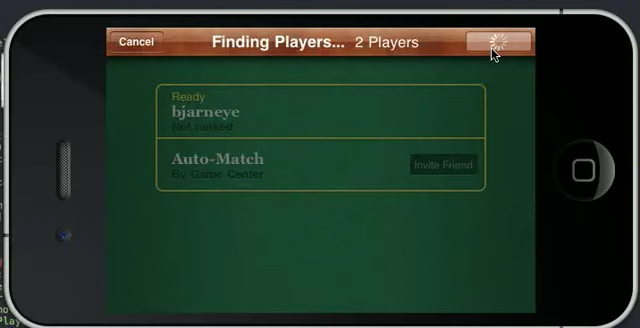 Cancel
Finding Players... 2 Players
Ready
bjarneye
Not ranked
Auto-Match
By Game Center
Invite Friend